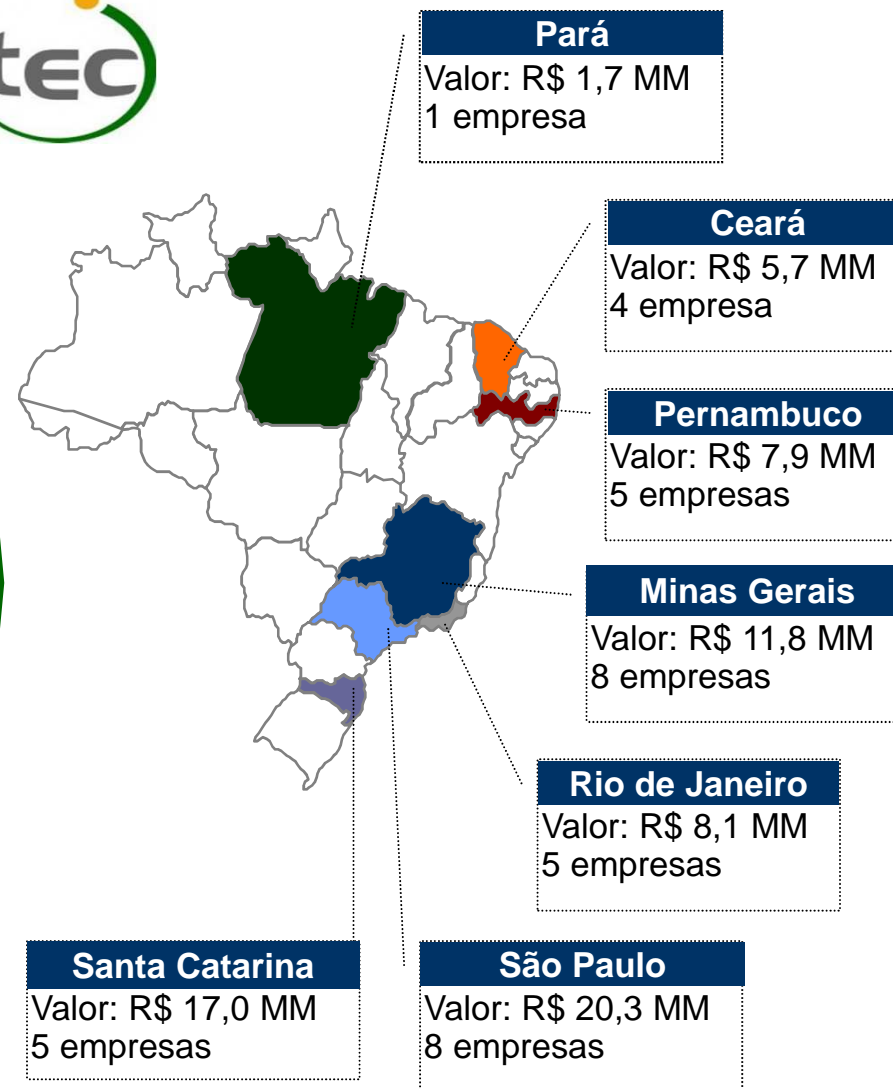 tec
Pará
Valor: R$ 1,7 MM
1 empresa
Ceará
Valor: R$ 5,7 MM
4 empresa
Pernambuco
Valor: R$ 7,9 MM
5 empresas
Minas Gerais
Valor: R$ 11,8 MM
8 empresas
Rio de Janeiro
Valor: R$ 8,1 MM
5 empresas
Santa Catarina
Valor: R$ 17,0 MM
5 empresas
São Paulo
Valor: R$ 20,3 MM
8 empresas